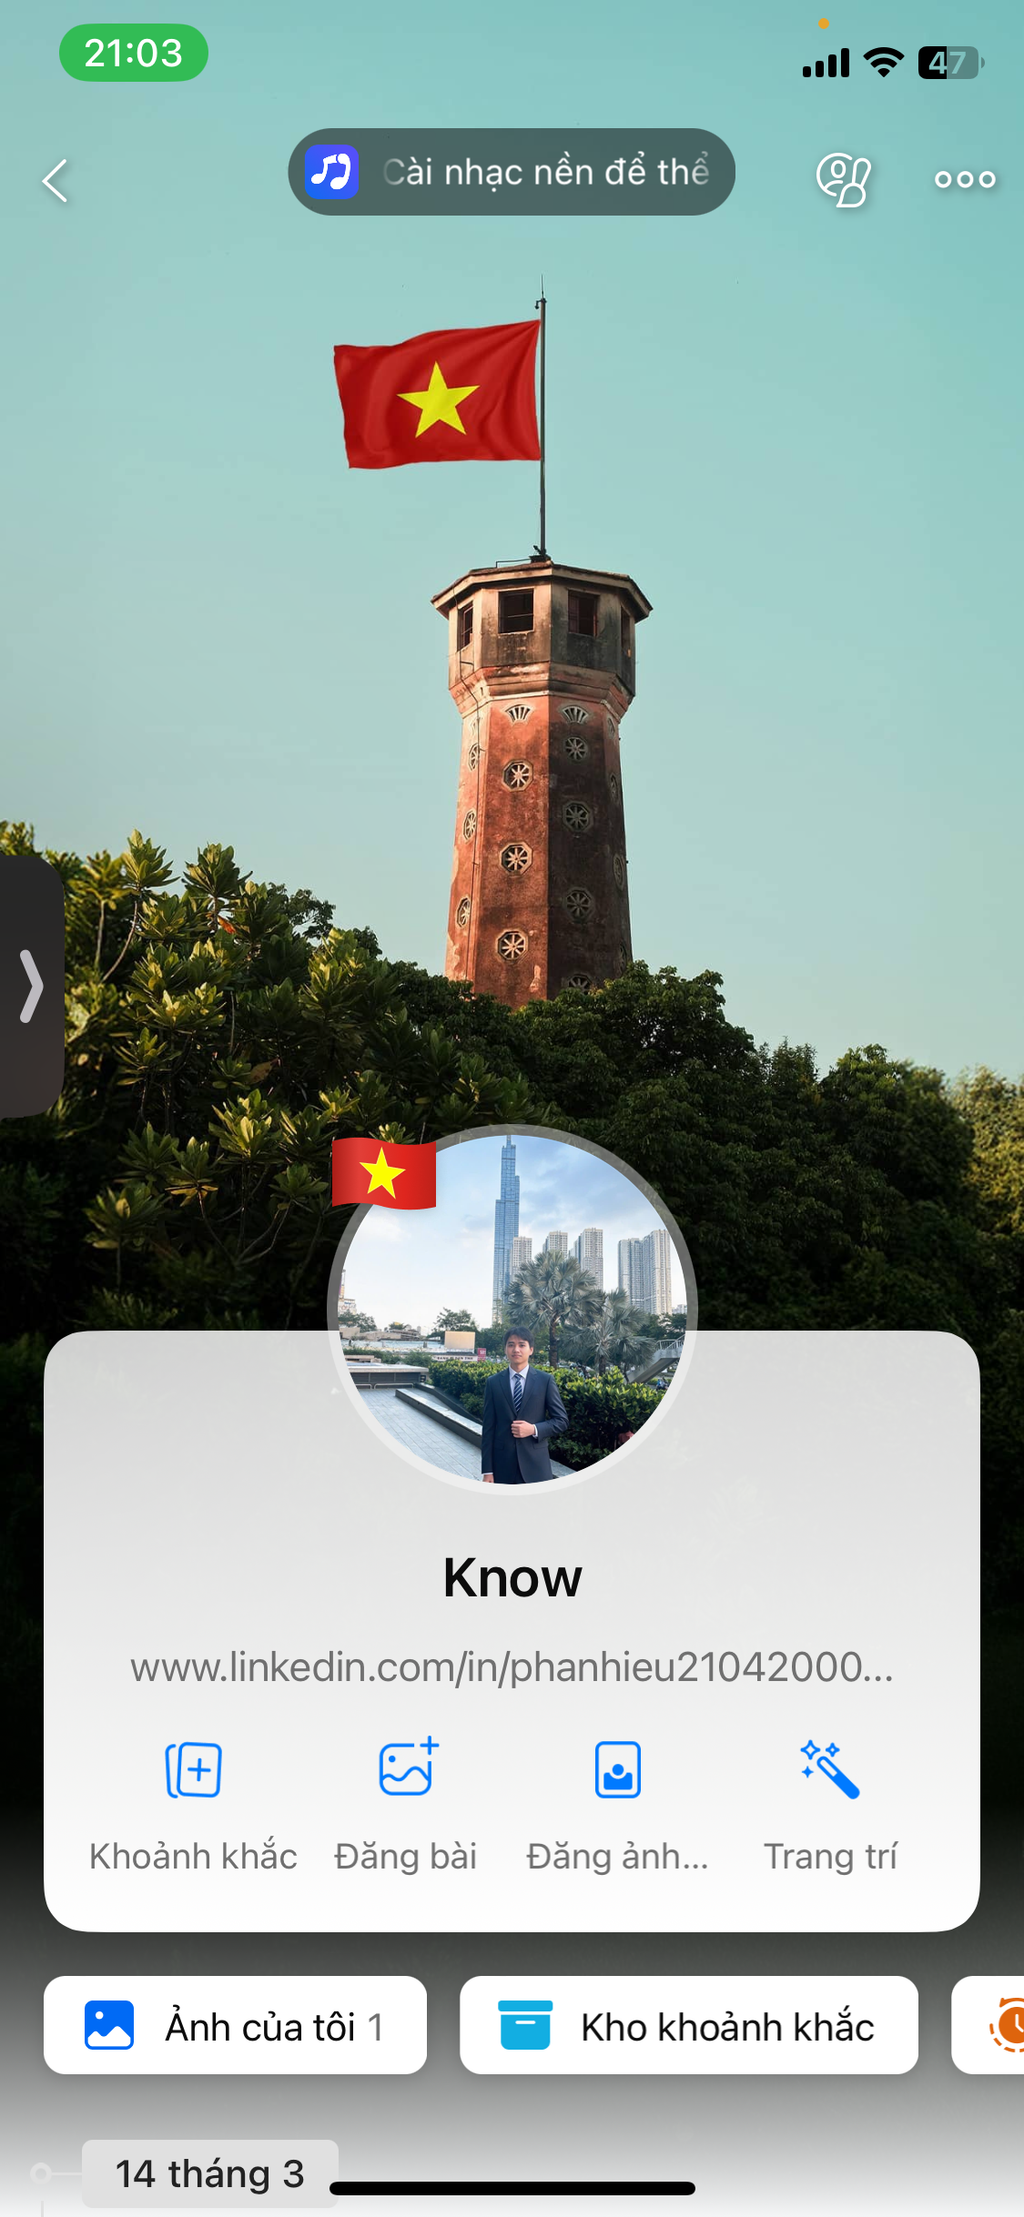 21:03
47
Cài nhạc nền để thể
Know
www.linkedin.com/in/phanhieu21042000...
Khoảnh khắc
Đăng bài
Đăng ảnh...
Trang trí
Ảnh của tôi 1
Kho khoảnh khắc
14 tháng 3